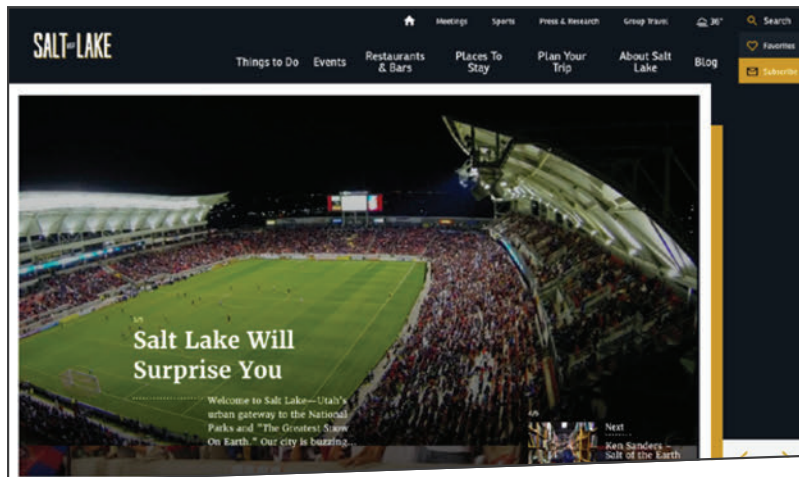 Meetings Sports Press & Research Group Travel 36° Search
SALT LAKE
Favorites
Things to Do Events Restaurants & Bars Places To Stay Plan Your Trip About Salt Lake Blog
Subscribe
Salt Lake Will
Surprise You
Welcome to Salt Lake—Utah's
urban gateway to the National
Parks and "The Greatest Snow
On Earth." Our city is buzzing...
Next
Ken Sanders –
Salt of the Earth